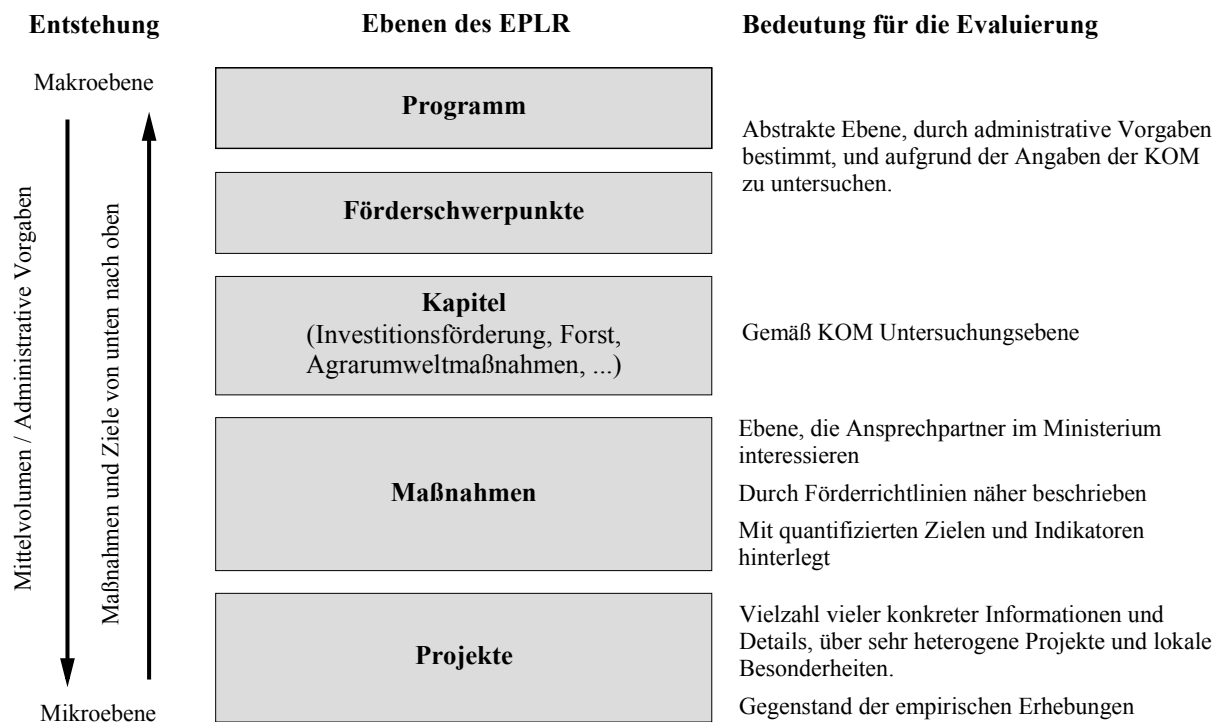 Entstehung
Ebenen des EPLR
Bedeutung für die Evaluierung
Makroebene
Mittelvolumen / Administrative Vorgaben
Maßnahmen und Ziele von unten nach oben
Mikroebene
Programm
Förderschwerpunkte
Kapitel
(Investitionsförderung, Forst,
Agrarumweltmaßnahmen, ...)
Maßnahmen
Projekte
Abstrakte Ebene, durch administrative Vorgaben
bestimmt, und aufgrund der Angaben der KOM
zu untersuchen.
Gemäß KOM Untersuchungsebene
Ebene, die Ansprechpartner im Ministerium
interessieren
Durch Förderrichtlinien näher beschrieben
Mit quantifizierten Zielen und Indikatoren
hinterlegt
Vielzahl vieler konkreter Informationen und
Details, über sehr heterogene Projekte und lokale
Besonderheiten.
Gegenstand der empirischen Erhebungen